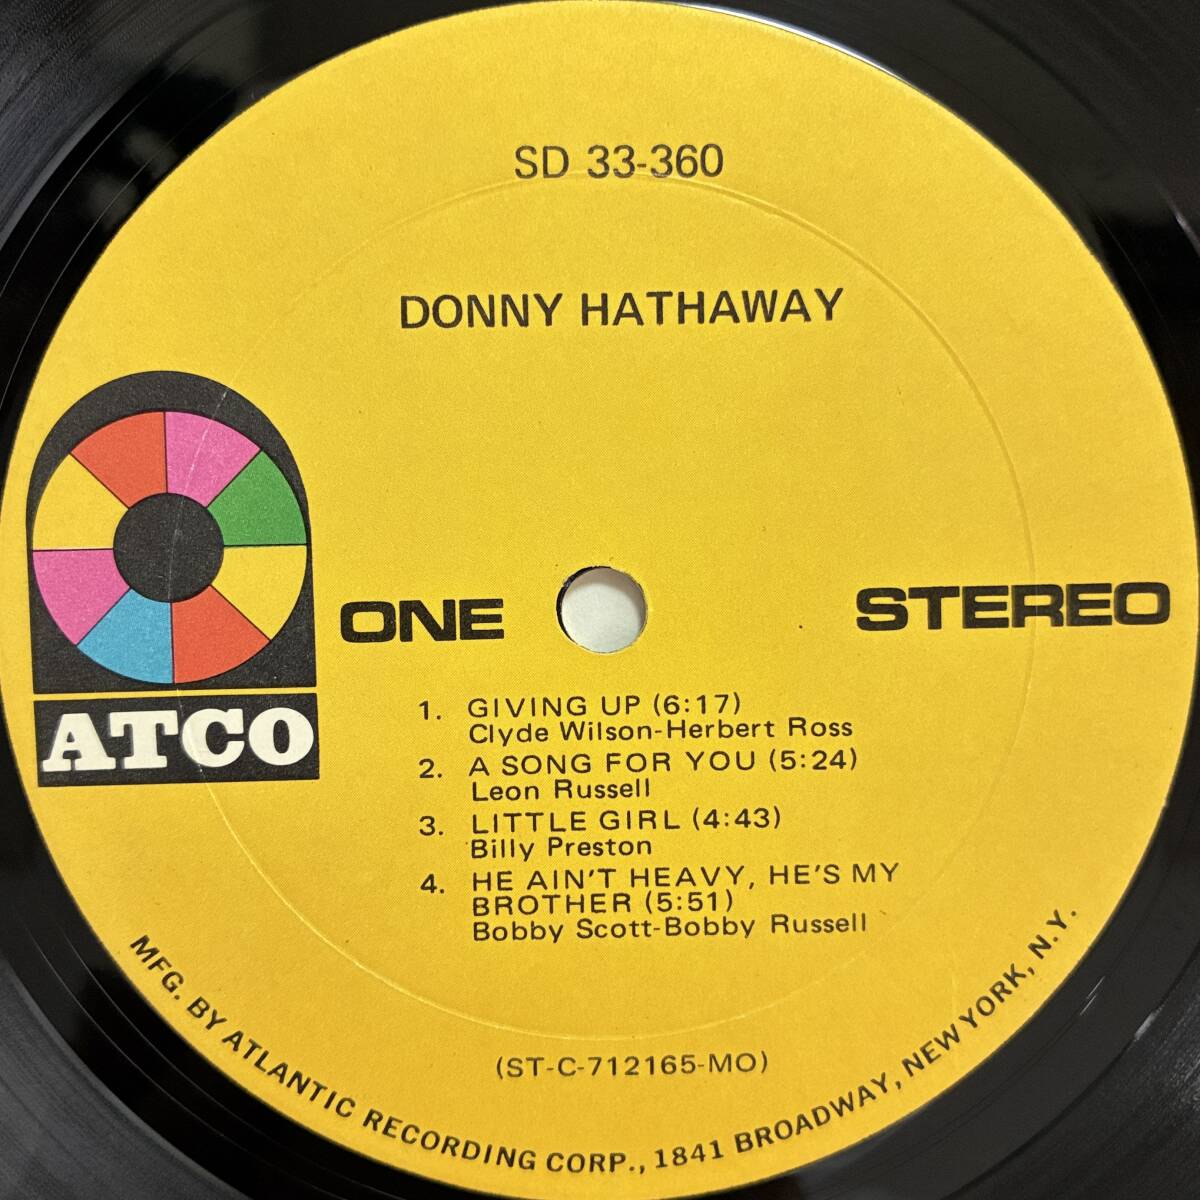 SD 33-360
DONNY HATHAWAY
ATCO
ONE
STEREO
1. GIVING UP (6:17)
Clyde Wilson-Herbert Ross
2. A SONG FOR YOU (5:24)
Leon Russell
3. LITTLE GIRL (4:43)
Billy Preston
4. HE AIN'T HEAVY, HE'S MY
BROTHER (5:51)
Bobby Scott-Bobby Russell
(ST-C-712165-MO)
MFG. BY ATLANTIC RECORDING CORP., 1841 BROADWAY, NEW YORK, N.Y.